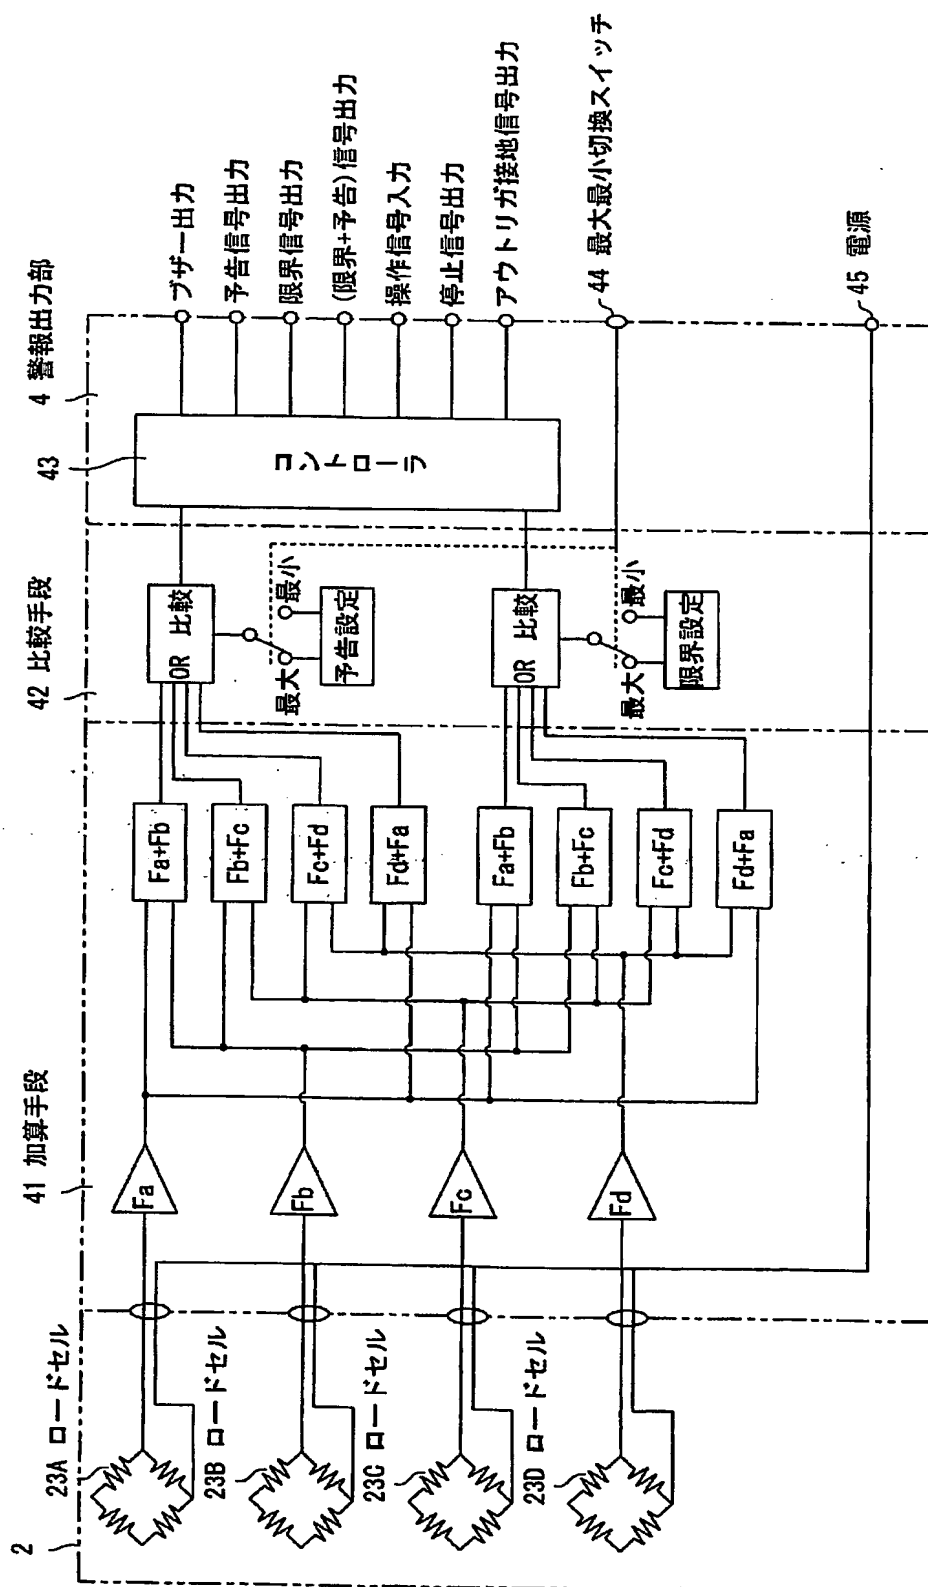 2
23A ロードセル
23B ロードセル
23C ロードセル
23D ロードセル
41 加算手段
Fa
Fb
Fc
Fd
Fa+Fb
Fb+Fc
Fc+Fd
Fd+Fa
Fa+Fb
Fb+Fc
Fc+Fd
Fd+Fa
42 比較手段
OR 比較
最大
最小
予告設定
OR 比較
最大
最小
限界設定
43
コントローラ
4 警報出力部
ブザー出力
予告信号出力
限界信号出力
(限界+予告)信号出力
操作信号入力
停止信号出力
アウトリガ接地信号出力
44 最大最小切換スイッチ
45 電源